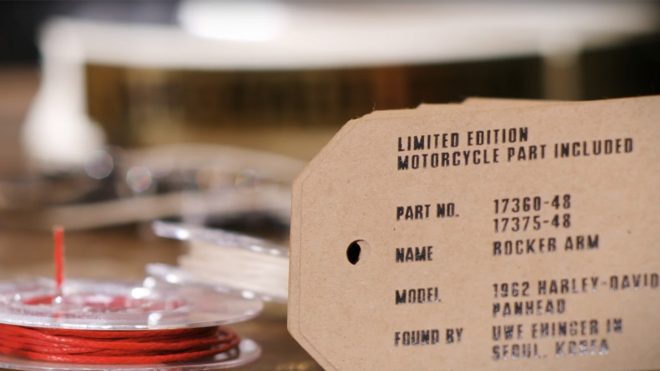 LIMITED EDITION
MOTORCYCLE PART INCLUDED
PART NO. 17360-48
17375-48
NAME ROCKER ARM
MODEL 1962 HARLEY-DAVID
PANHEAD
FOUND BY UWE EHINGER IN
SEOUL, KOREA